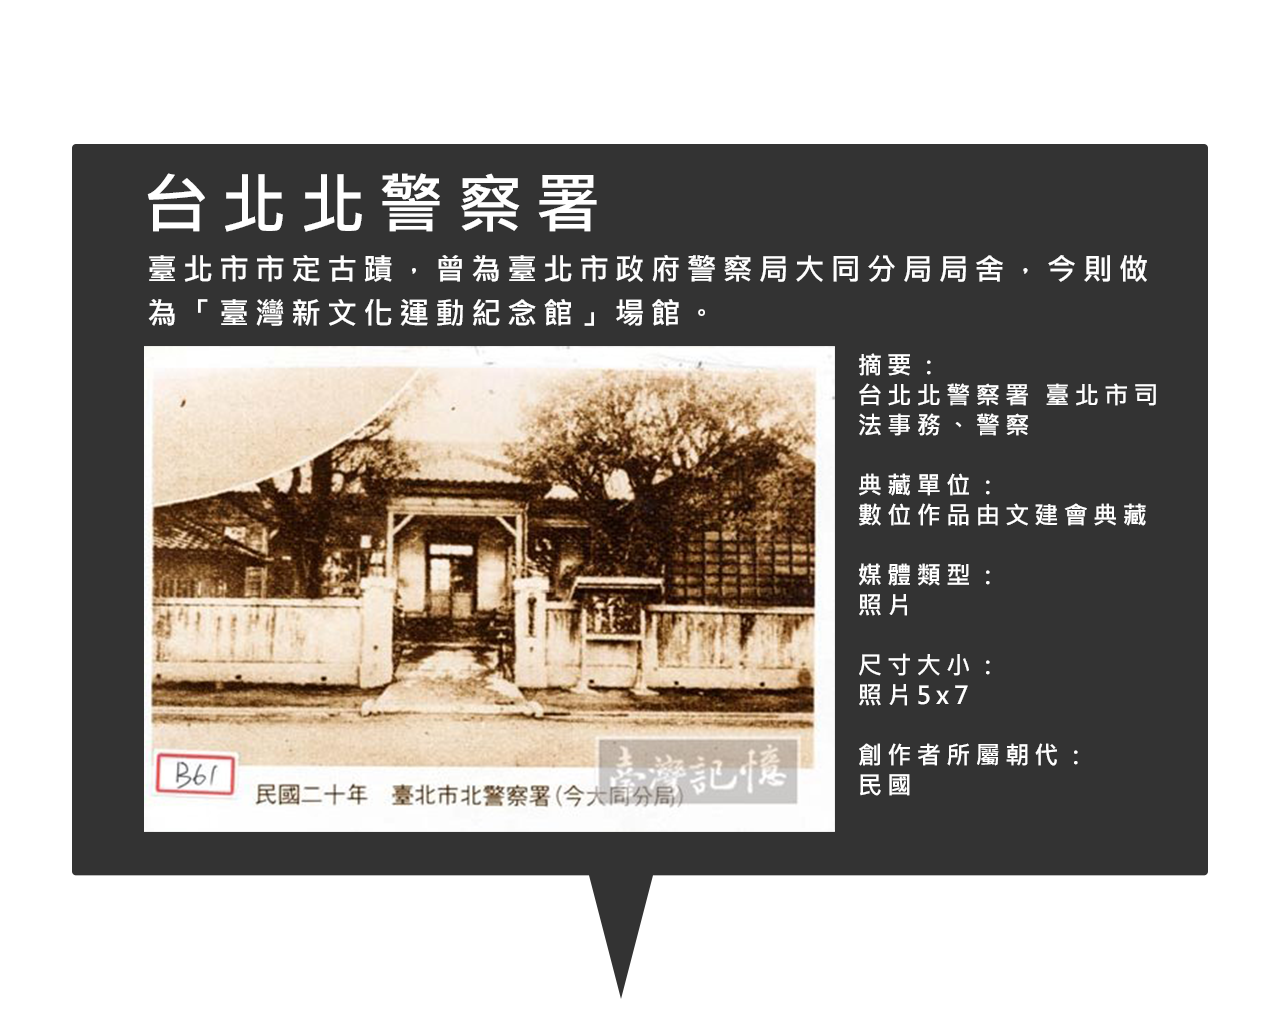 台北北警察署
臺北市市定古蹟，曾為臺北市政府警察局大同分局局舍，今則做
為「臺灣新文化運動紀念館」場館。
摘要：
台北北警察署 臺北市司
法事務、警察
典藏單位：
數位作品由文建會典藏
媒體類型：
照片
尺寸大小：
照片5x7
創作者所屬朝代：
民國
臺灣記憶
B61
民國二十年　臺北市北警察署(今大同分局)